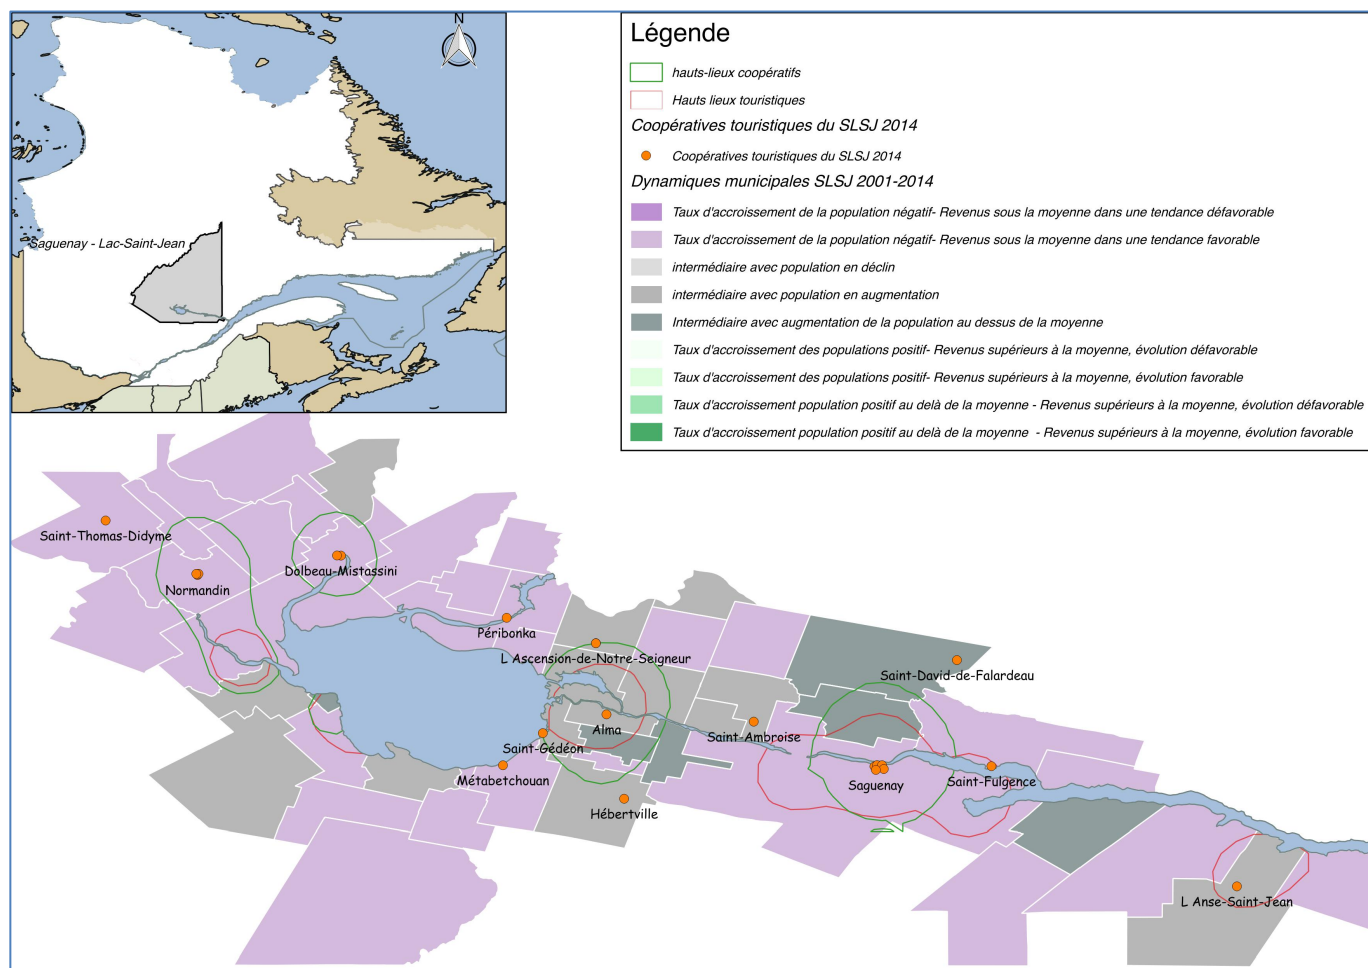 N
Saguenay - Lac-Saint-Jean
Légende
hauts-lieux coopératifs
Hauts lieux touristiques
Coopératives touristiques du SLSJ 2014
Coopératives touristiques du SLSJ 2014
Dynamiques municipales SLSJ 2001-2014
Taux d'accroissement de la population négatif- Revenus sous la moyenne dans une tendance défavorable
Taux d'accroissement de la population négatif- Revenus sous la moyenne dans une tendance favorable
intermédiaire avec population en déclin
intermédiaire avec population en augmentation
Intermédiaire avec augmentation de la population au dessus de la moyenne
Taux d'accroissement des populations positif- Revenus supérieurs à la moyenne, évolution défavorable
Taux d'accroissement des populations positif- Revenus supérieurs à la moyenne, évolution favorable
Taux d'accroissement population positif au delà de la moyenne - Revenus supérieurs à la moyenne, évolution défavorable
Taux d'accroissement population positif au delà de la moyenne - Revenus supérieurs à la moyenne, évolution favorable
Saint-Thomas-Didyme
Dolbeau-Mistassini
Normandin
Péribonka
L Ascension-de-Notre-Seigneur
Saint-David-de-Falardeau
Alma
Saint-Ambroise
Saint-Gédéon
Métabetchouan
Saguenay
Saint-Fulgence
Hébertville
L Anse-Saint-Jean